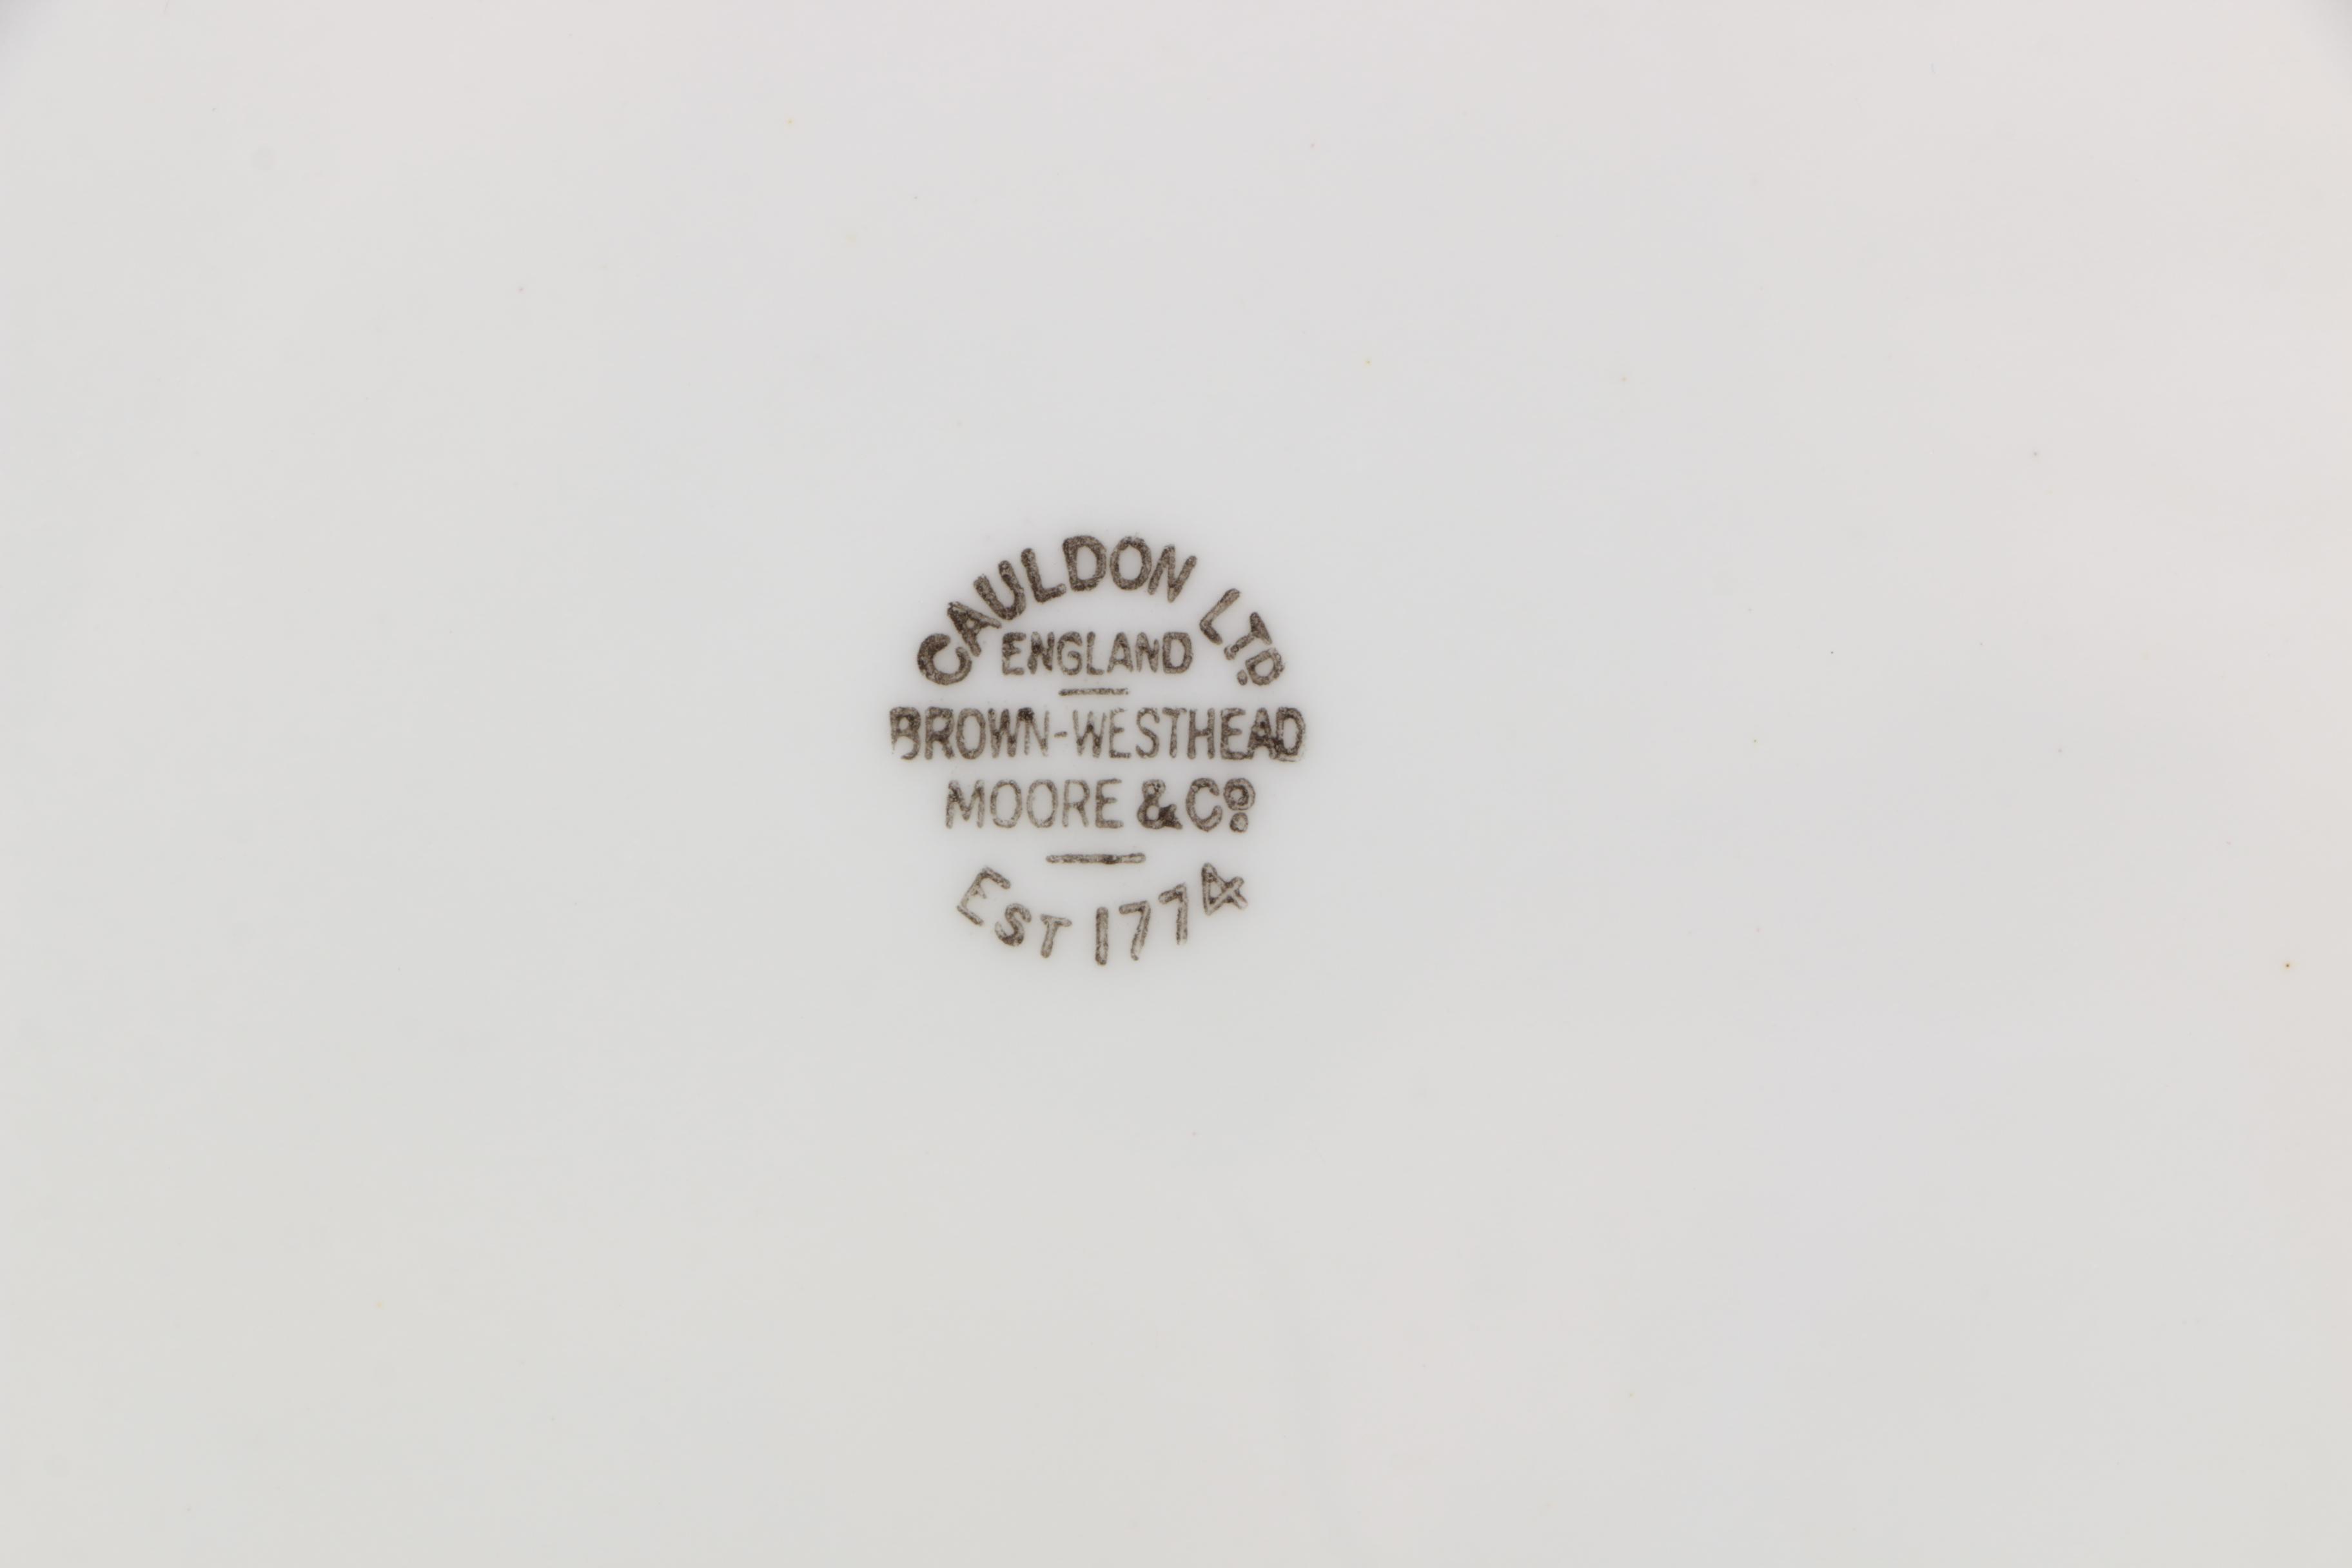 CAULDON LTD.
ENGLAND
BROWN-WESTHEAD
MOORE & Co.
EST 1774